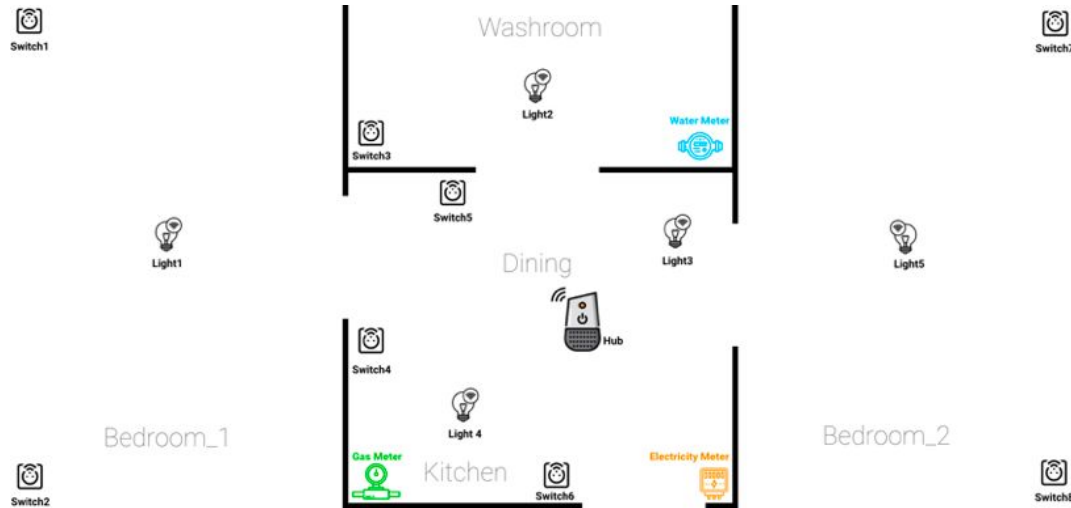 Switch1
Washroom
Switch7
Light2
Water Meter
Switch3
Switch5
Light1
Dining
Light3
Light5
Hub
Switch4
Light 4
Bedroom_1
Bedroom_2
Gas Meter
Kitchen
Electricity Meter
Switch2
Switch6
Switch8